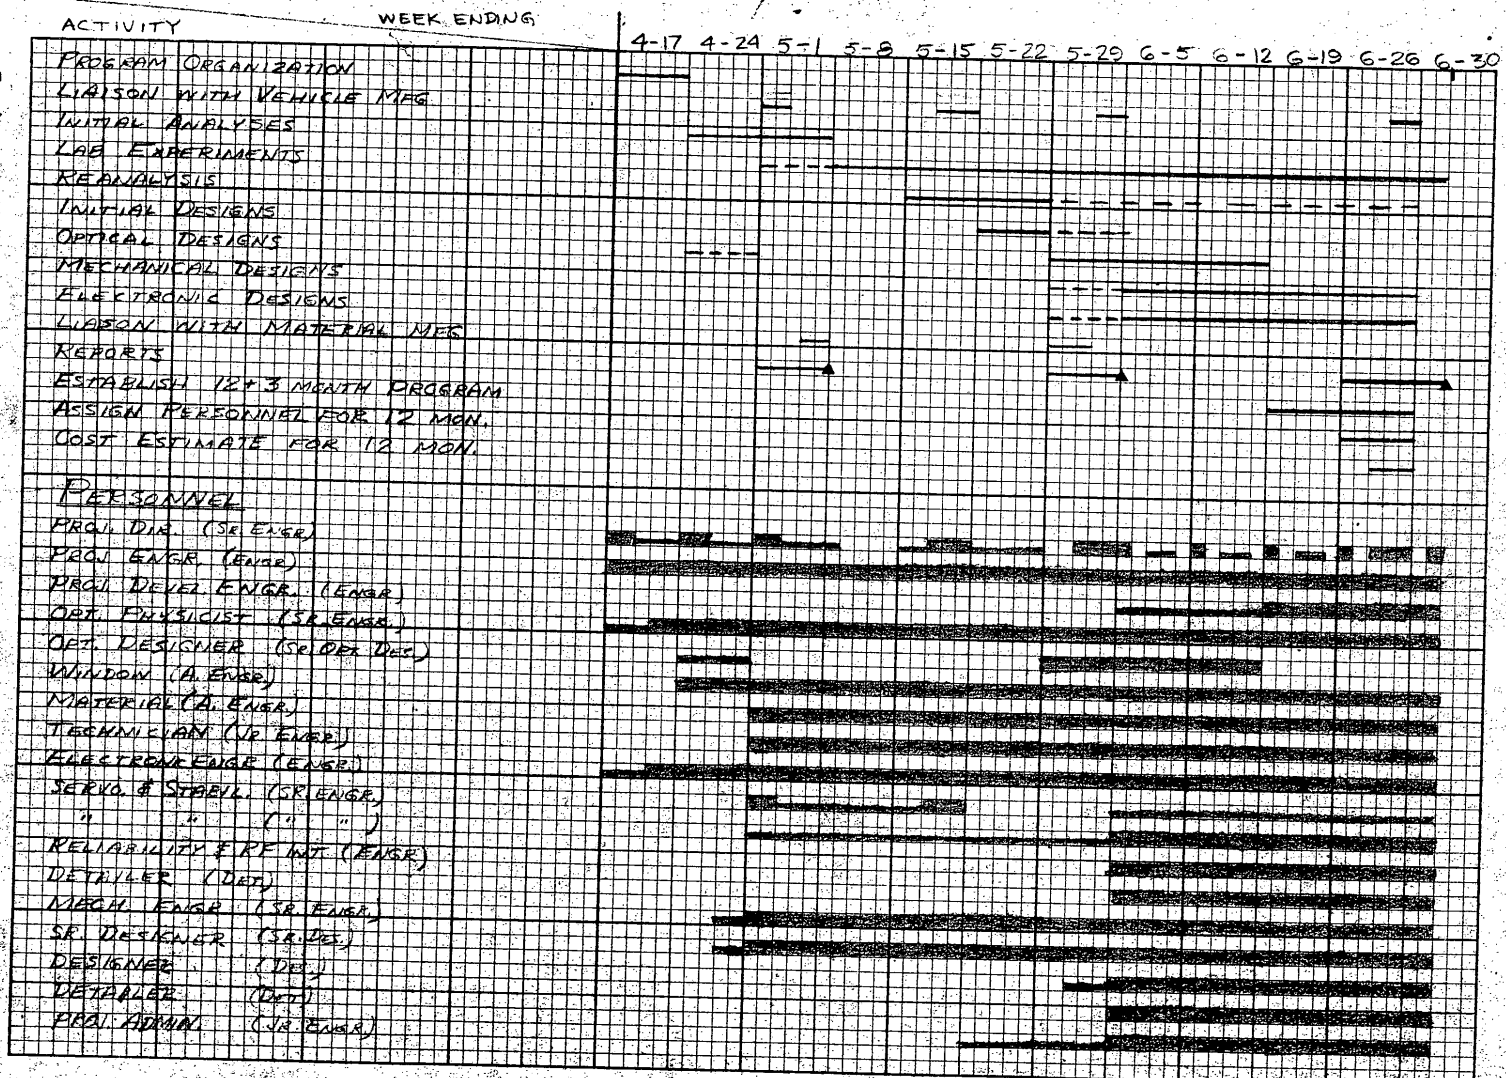 ACTIVITY WEEK ENDING
4-17 4-24 5-1 5-8 5-15 5-22 5-29 6-5 6-12 6-19 6-26 6-30
PROGRAM ORGANIZATION
LIAISON WITH VEHICLE MFG
INITIAL ANALYSES
LAB EXPERIMENTS
REANALYSIS
INITIAL DESIGNS
OPTICAL DESIGNS
MECHANICAL DESIGNS
ELECTRONIC DESIGNS
LIASON WITH MATERIAL MFG
REPORTS
ESTABLISH 12+3 MONTH PROGRAM
ASSIGN PERSONNEL FOR 12 MON.
COST ESTIMATE FOR 12 MON.
PERSONNEL
PROJ. DIR. (SR. ENGR)
PROJ. ENGR. (ENGR)
PROJ. DEVEL. ENGR. (ENGR)
OPT. PHYSICIST (SR. ENGR.)
OPT. DESIGNER (SR. OPT. DES.)
WINDOW (A. ENGR.)
MATERIAL (A. ENGR.)
TECHNICIAN (JR. ENGR.)
ELECTRONIC ENGR (ENGR.)
SERVO. & STABIL. (SR. ENGR.)
" " ( " " )
RELIABILITY & RF INT (ENGR)
DETAILER (DET.)
MECH. ENGR. (SR. ENGR.)
SR. DESIGNER (SR. DES.)
DESIGNER (DES.)
DETAILER (DET)
PROJ. ADMIN. (JR. ENGR.)